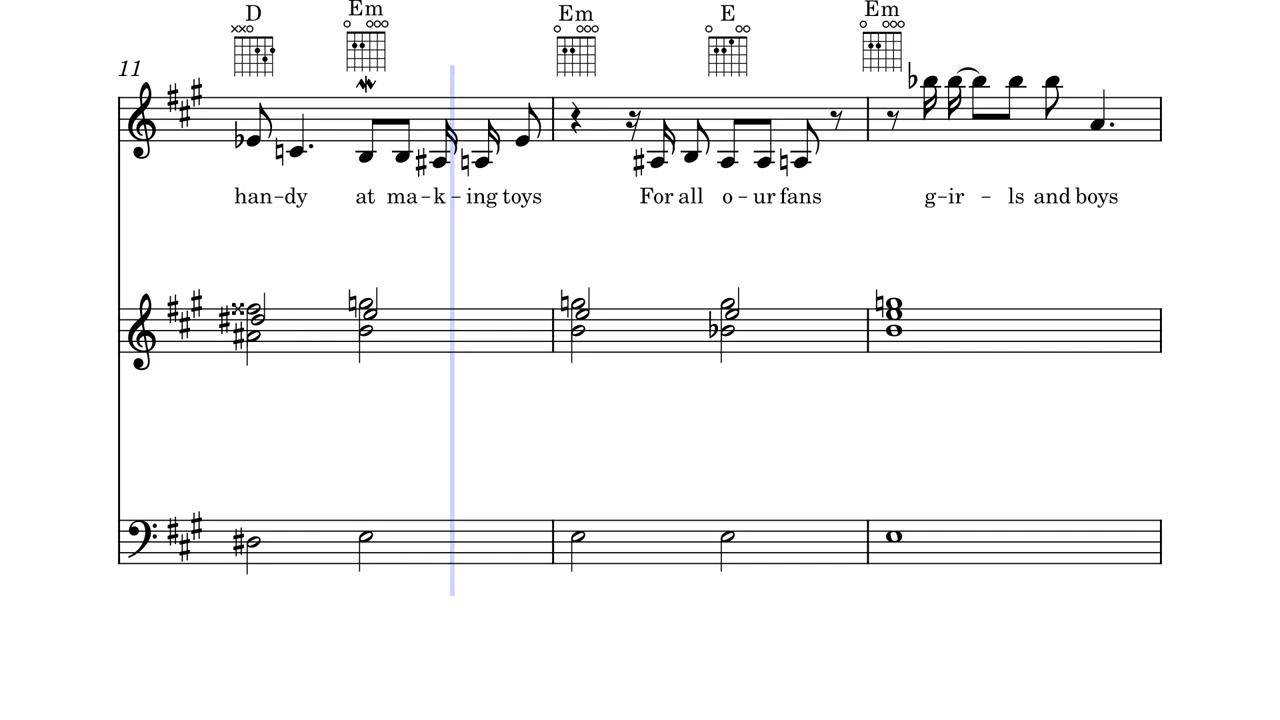 D Em Em E Em
11
han-dy at ma-k-ing toys For all o-ur fans g-ir - ls and boys